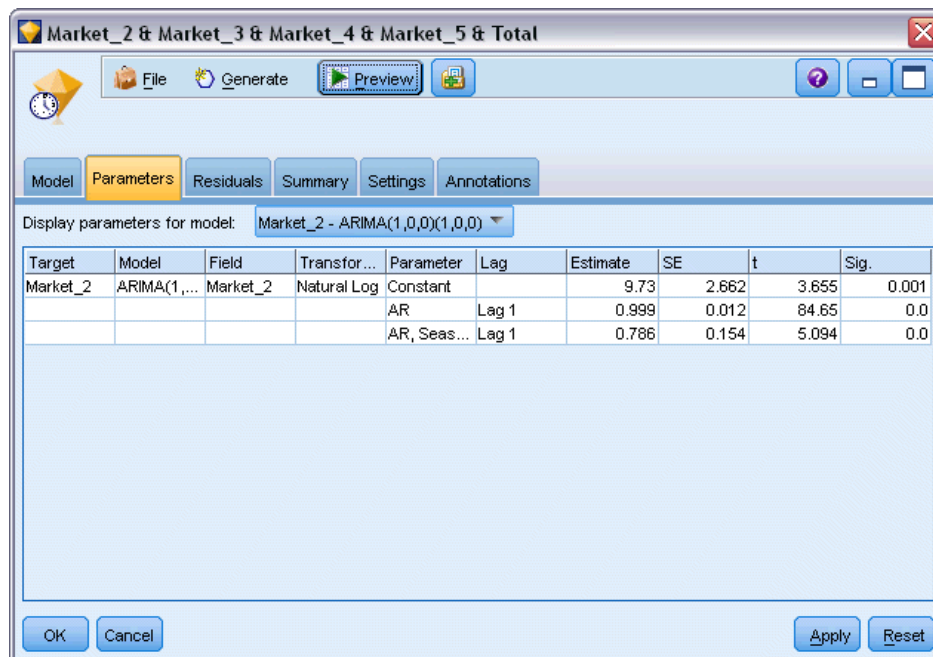 Market_2 & Market_3 & Market_4 & Market_5 & Total
File Generate Preview
Model Parameters Residuals Summary Settings Annotations
Display parameters for model: Market_2 - ARIMA(1,0,0)(1,0,0)
Target Model Field Transfor... Parameter Lag Estimate SE t Sig.
Market_2 ARIMA(1,... Market_2 Natural Log Constant 9.73 2.662 3.655 0.001
AR Lag 1 0.999 0.012 84.65 0.0
AR, Seas... Lag 1 0.786 0.154 5.094 0.0
OK Cancel Apply Reset